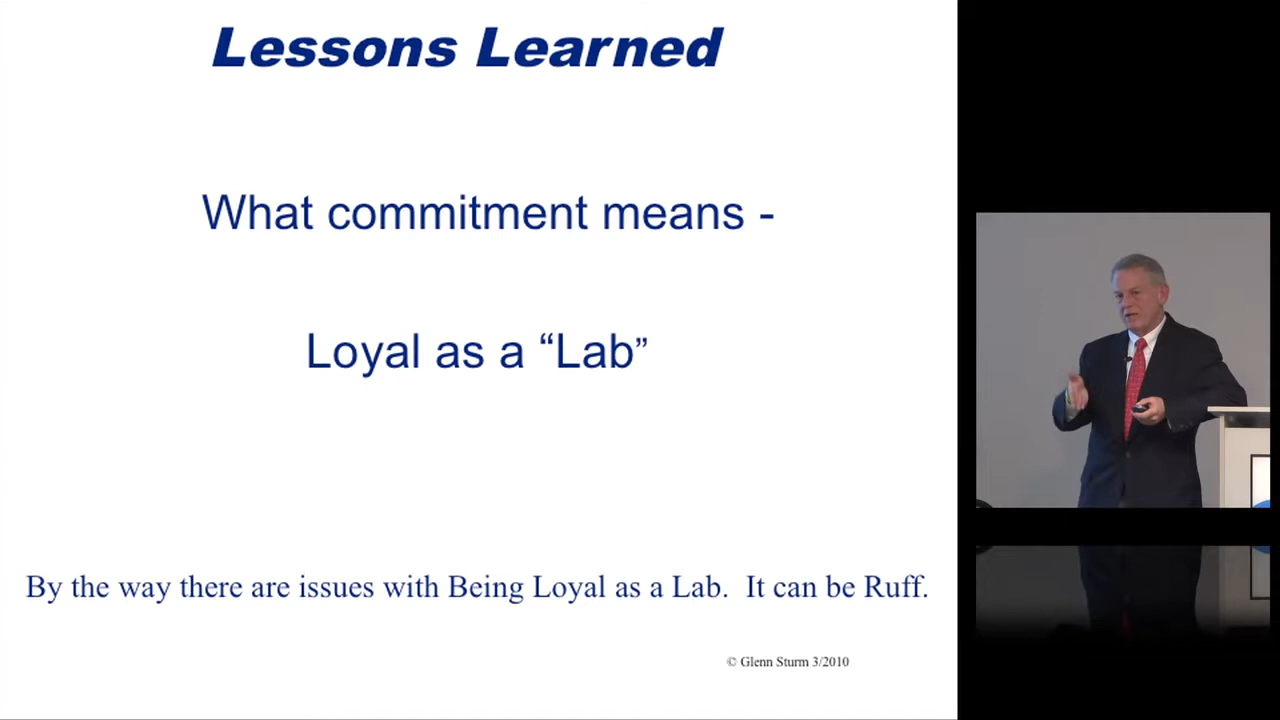 Lessons Learned
What commitment means -
Loyal as a “Lab”
By the way there are issues with Being Loyal as a Lab.  It can be Ruff.
© Glenn Sturm 3/2010